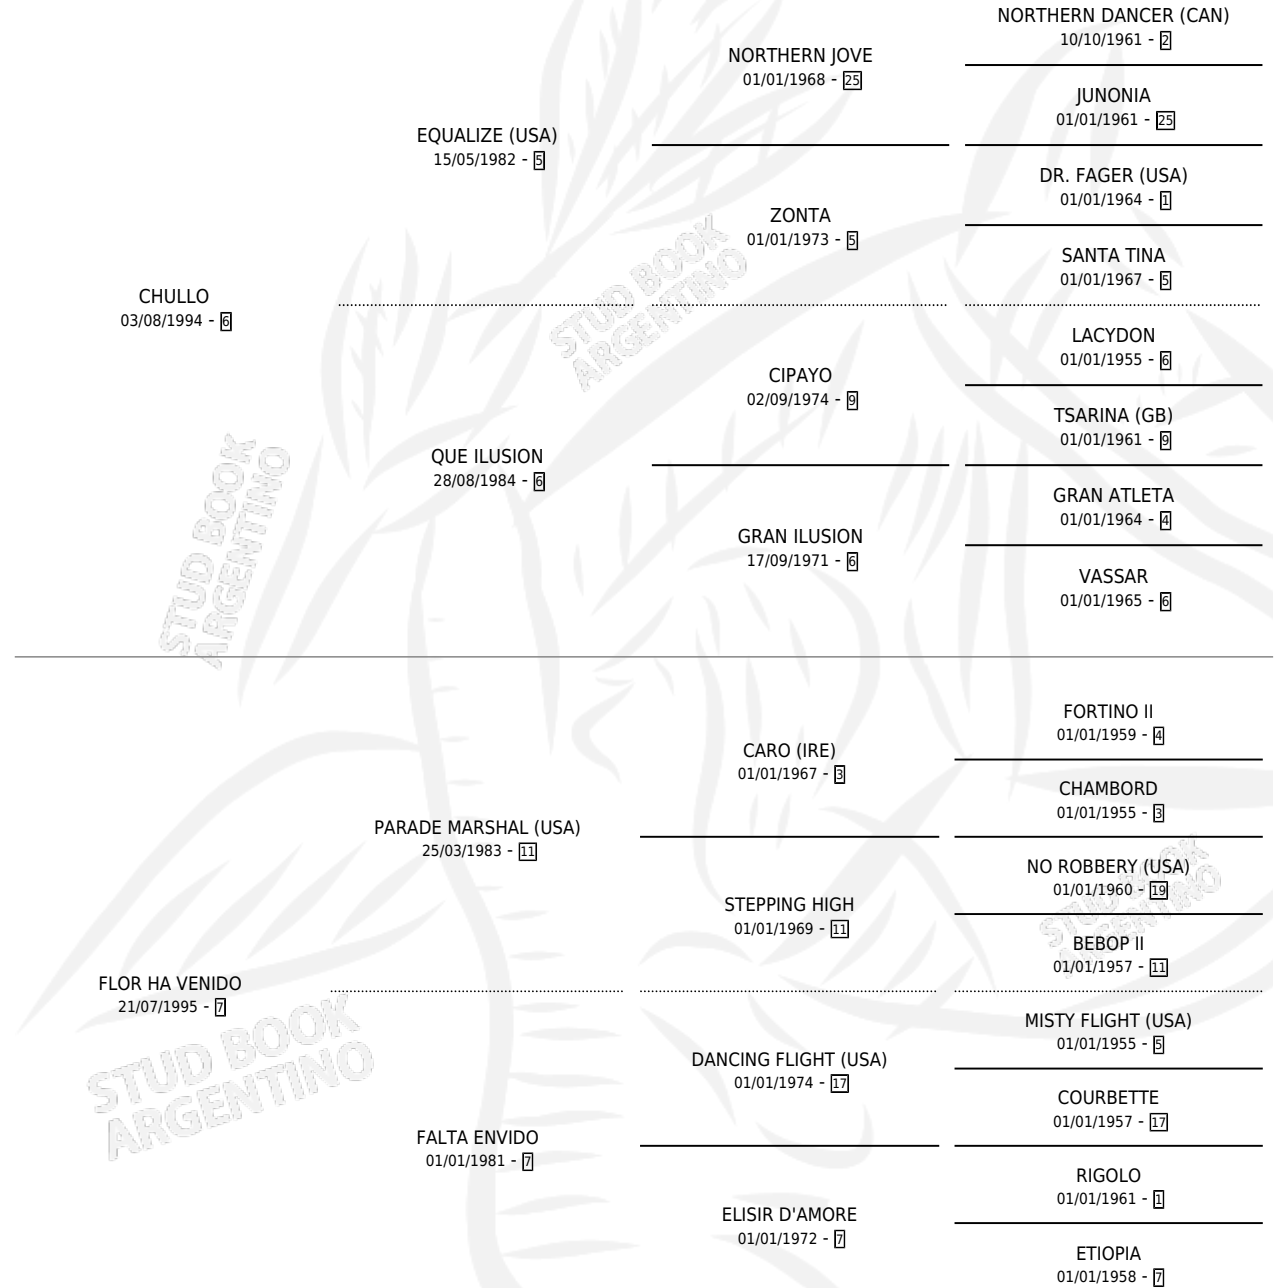 NORTHERN DANCER (CAN)
10/10/1961 - 2
NORTHERN JOVE
01/01/1968 - 25
JUNONIA
01/01/1961 - 25
EQUALIZE (USA)
15/05/1982 - 5
DR. FAGER (USA)
01/01/1964 - 1
ZONTA
01/01/1973 - 5
SANTA TINA
01/01/1967 - 5
CHULLO
03/08/1994 - 6
LACYDON
01/01/1955 - 6
CIPAYO
02/09/1974 - 9
TSARINA (GB)
01/01/1961 - 9
QUE ILUSION
28/08/1984 - 6
GRAN ATLETA
01/01/1964 - 4
GRAN ILUSION
17/09/1971 - 6
VASSAR
01/01/1965 - 6
FORTINO II
01/01/1959 - 4
CARO (IRE)
01/01/1967 - 3
CHAMBORD
01/01/1955 - 3
PARADE MARSHAL (USA)
25/03/1983 - 11
NO ROBBERY (USA)
01/01/1960 - 19
STEPPING HIGH
01/01/1969 - 11
BEBOP II
01/01/1957 - 11
FLOR HA VENIDO
21/07/1995 - 7
MISTY FLIGHT (USA)
01/01/1955 - 5
DANCING FLIGHT (USA)
01/01/1974 - 17
COURBETTE
01/01/1957 - 17
FALTA ENVIDO
01/01/1981 - 7
RIGOLO
01/01/1961 - 1
ELISIR D'AMORE
01/01/1972 - 7
ETIOPIA
01/01/1958 - 7
STUD BOOK
ARGENTINO
STUD BOOK
ARGENTINO
STUD BOOK
ARGENTINO
STUD BOOK
ARGENTINO